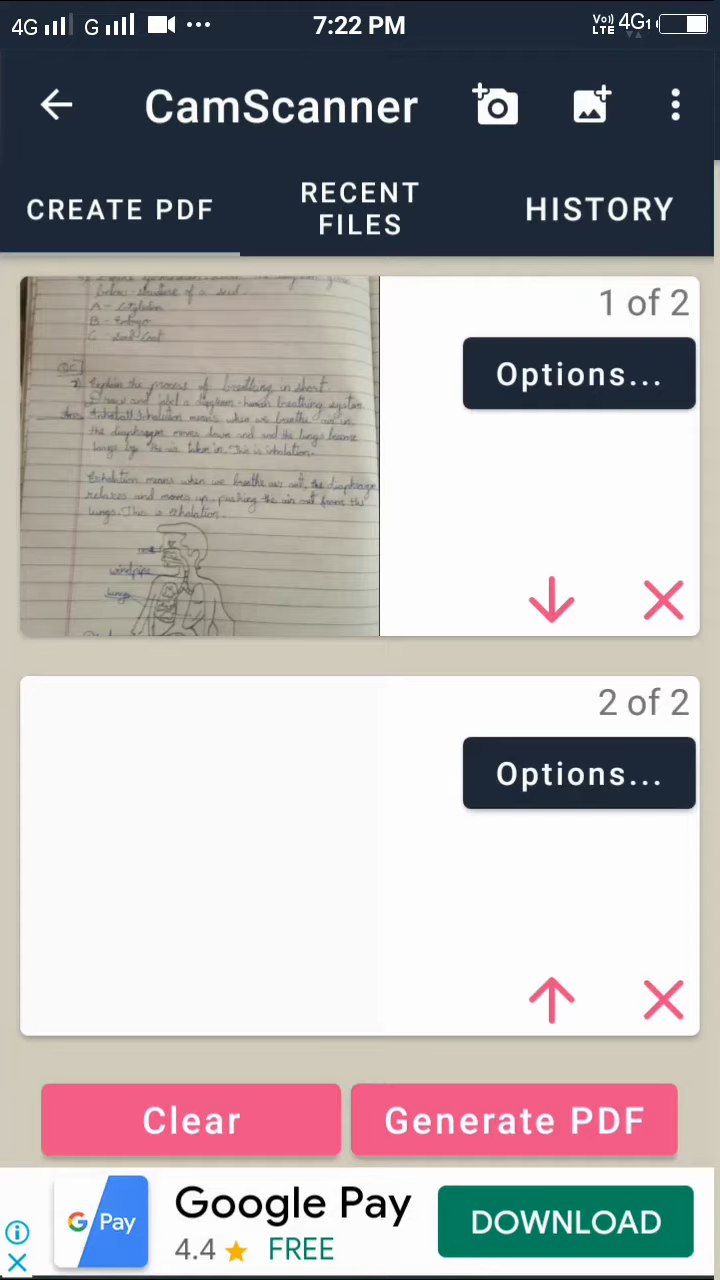 4G G Vo)) LTE 4G1
7:22 PM
CamScanner
CREATE PDF
RECENT
FILES
HISTORY
1 of 2
Options...
below structure of a seed.
A - Cotyledon
B - Embryo
C - Seed Coat
Explain the process of breathing in short
Draw and label a diagram - human breathing system.
Inhalation means when we breathe air in,
the diaphragm moves down and and the lungs become
the air taken in. This is inhalation.
Exhalation means when we breathe air out, the diaphragm
relaxes and moves up, pushing the air out from the
lungs. This is exhalation.
windpipe
lungs
2 of 2
Options...
Clear
Generate PDF
G Pay
Google Pay
4.4 FREE
DOWNLOAD